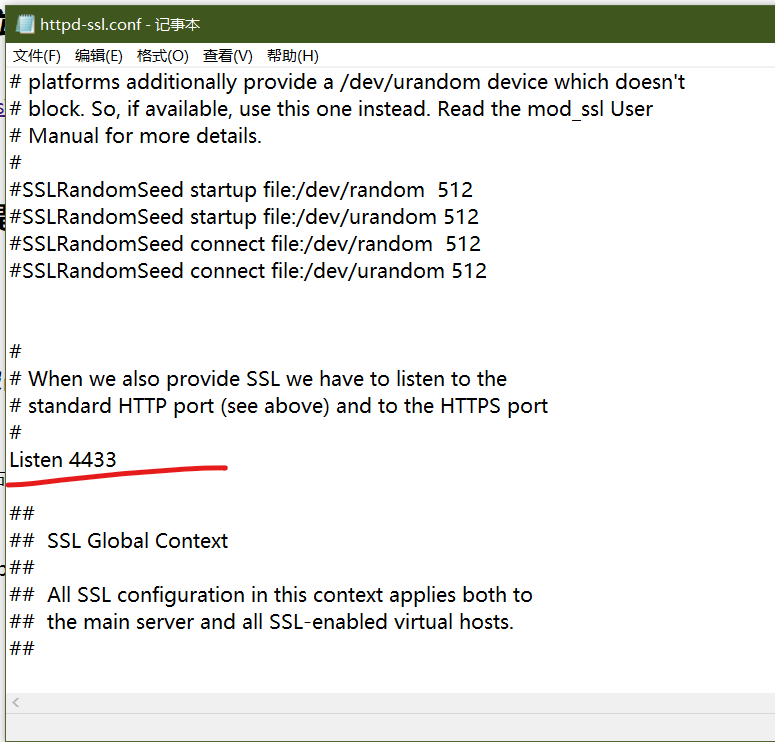 httpd-ssl.conf - 记事本
文件(F) 编辑(E) 格式(O) 查看(V) 帮助(H)
# platforms additionally provide a /dev/urandom device which doesn't
# block. So, if available, use this one instead. Read the mod_ssl User
# Manual for more details.
#
#SSLRandomSeed startup file:/dev/random  512
#SSLRandomSeed startup file:/dev/urandom 512
#SSLRandomSeed connect file:/dev/random  512
#SSLRandomSeed connect file:/dev/urandom 512
#
# When we also provide SSL we have to listen to the
# standard HTTP port (see above) and to the HTTPS port
#
Listen 4433
##
##  SSL Global Context
##
##  All SSL configuration in this context applies both to
##  the main server and all SSL-enabled virtual hosts.
##